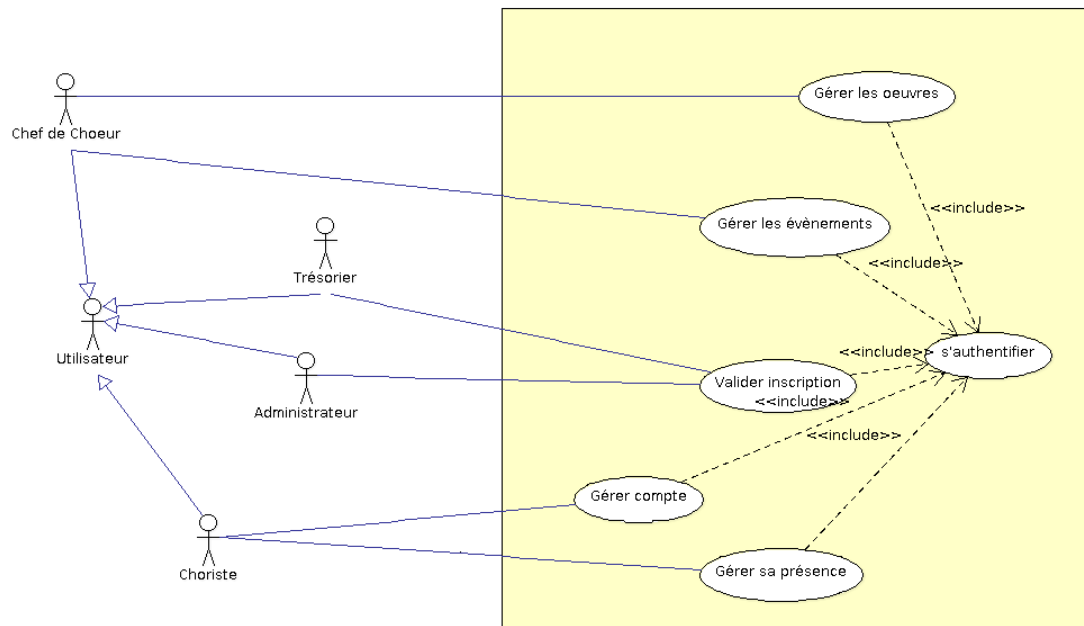 Gérer les oeuvres
Chef de Choeur
<<include>>
Gérer les évènements
<<include>>
Trésorier
Utilisateur
<<include>>
s'authentifier
Administrateur
Valider inscription
<<include>>
<<include>>
Gérer compte
Choriste
Gérer sa présence